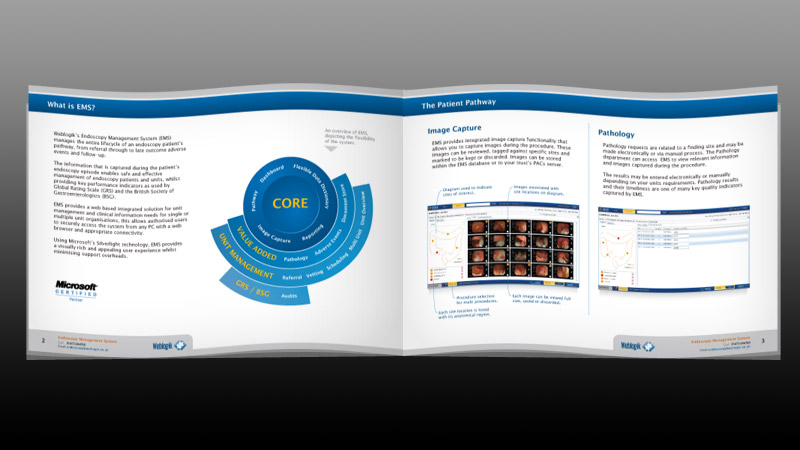 What is EMS?
Weblogik's Endoscopy Management System (EMS)
manages the entire lifecycle of an endoscopy patient's
pathway, from referral through to late outcome adverse
events and follow-up.
The information that is captured during the patient's
endoscopy episode enables safe and effective
management of endoscopy patients and units, whilst
providing key performance indicators as used by
Global Rating Scale (GRS) and the British Society of
Gastroenterologists (BSG).
EMS provides a web based integrated solution for unit
management and clinical information needs for single or
multiple unit organisations, this allows authorised users
to securely access the system from any PC with a web
browser and appropriate connectivity.
Using Microsoft's Silverlight technology, EMS provides
a visually rich and appealing user experience whilst
minimising support overheads.
Microsoft
CERTIFIED
Partner
An overview of EMS,
depicting the flexibility
of the system.
CORE
Pathway
Dashboard
Flexible Data Dictionary
Image Capture
Reporting
VALUE ADDED
Pathology
Adverse Events
UNIT MANAGEMENT
Referral
Vetting
Scheduling
Multi Unit
GRS / BSG
Audits
2
Endoscopy Management System
Weblogik
The Patient Pathway
Image Capture
EMS provides integrated image capture functionality that
allows you to capture images during the procedure. These
images can be reviewed, tagged against specific sites and
marked to be kept or discarded. Images can be stored
within the EMS database or to your trust's PACs server.
Diagram used to indicate
sites of interest.
Images associated with
site locations on diagram.
Procedure selection
for multi procedures.
Each image can be viewed full
size, saved or discarded.
Each site location is listed
with its anatomical region.
Pathology
Pathology requests are related to a finding site and may be
made electronically or via manual process. The Pathology
department can access EMS to view relevant information
and images captured during the procedure.
The results may be entered electronically or manually
depending on your units requirements. Pathology results
and their timeliness are one of many key quality indicators
captured by EMS.
Weblogik
Endoscopy Management System
3